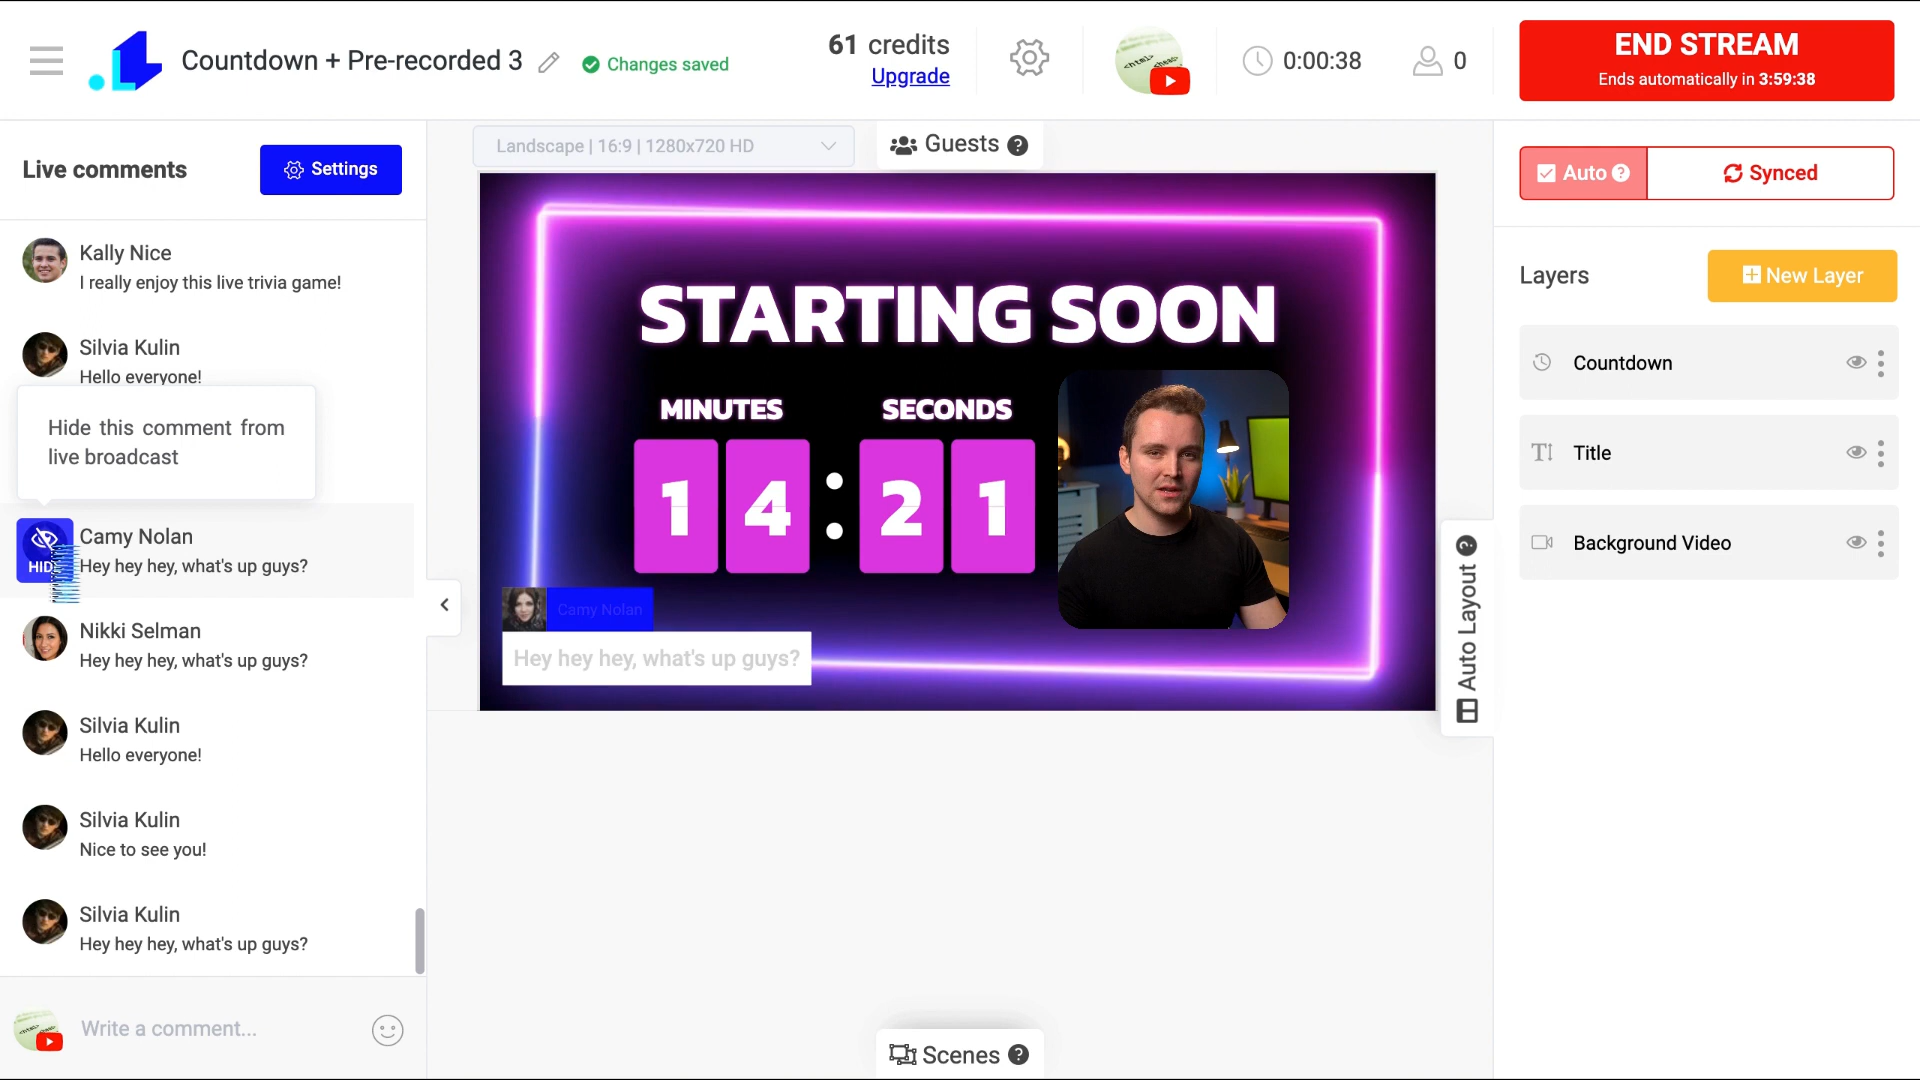 Countdown + Pre-recorded 3
Changes saved
61 credits
Upgrade
0:00:38
0
END STREAM
Ends automatically in 3:59:38
Live comments
Settings
Kally Nice
I really enjoy this live trivia game!
Silvia Kulin
Hello everyone!
Hide this comment from
live broadcast
Camy Nolan
Hey hey hey, what's up guys?
Nikki Selman
Hey hey hey, what's up guys?
Silvia Kulin
Hello everyone!
Silvia Kulin
Nice to see you!
Silvia Kulin
Hey hey hey, what's up guys?
Write a comment...
Landscape | 16:9 | 1280x720 HD
Guests ?
STARTING SOON
MINUTES SECONDS
14:21
Camy Nolan
Hey hey hey, what's up guys?
Auto Layout ?
Scenes ?
Auto ?
Synced
Layers
New Layer
Countdown
Title
Background Video